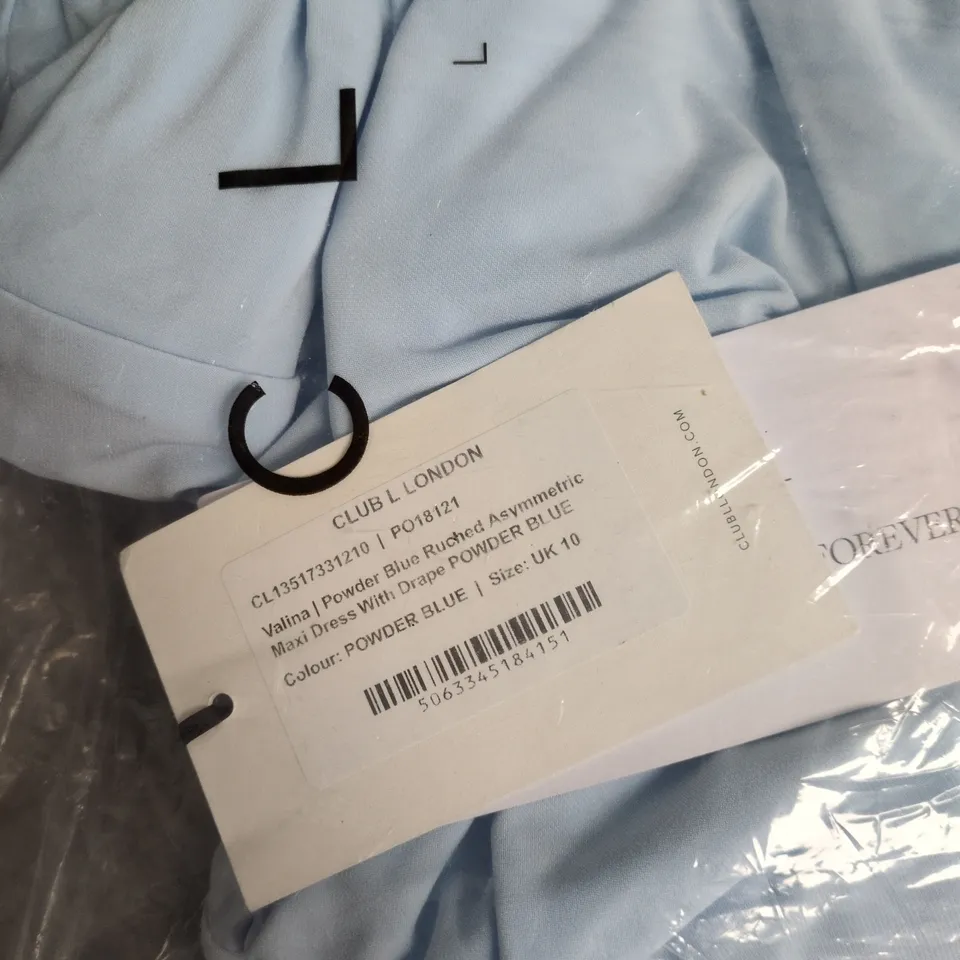 L
L
C
CLUB L LONDON
CL13517331210 | PO18121
Valina | Powder Blue Ruched Asymmetric
Maxi Dress With Drape POWDER BLUE
Colour: POWDER BLUE | Size: UK 10
5063345184151
CLUBLLONDON.COM
FOREVER